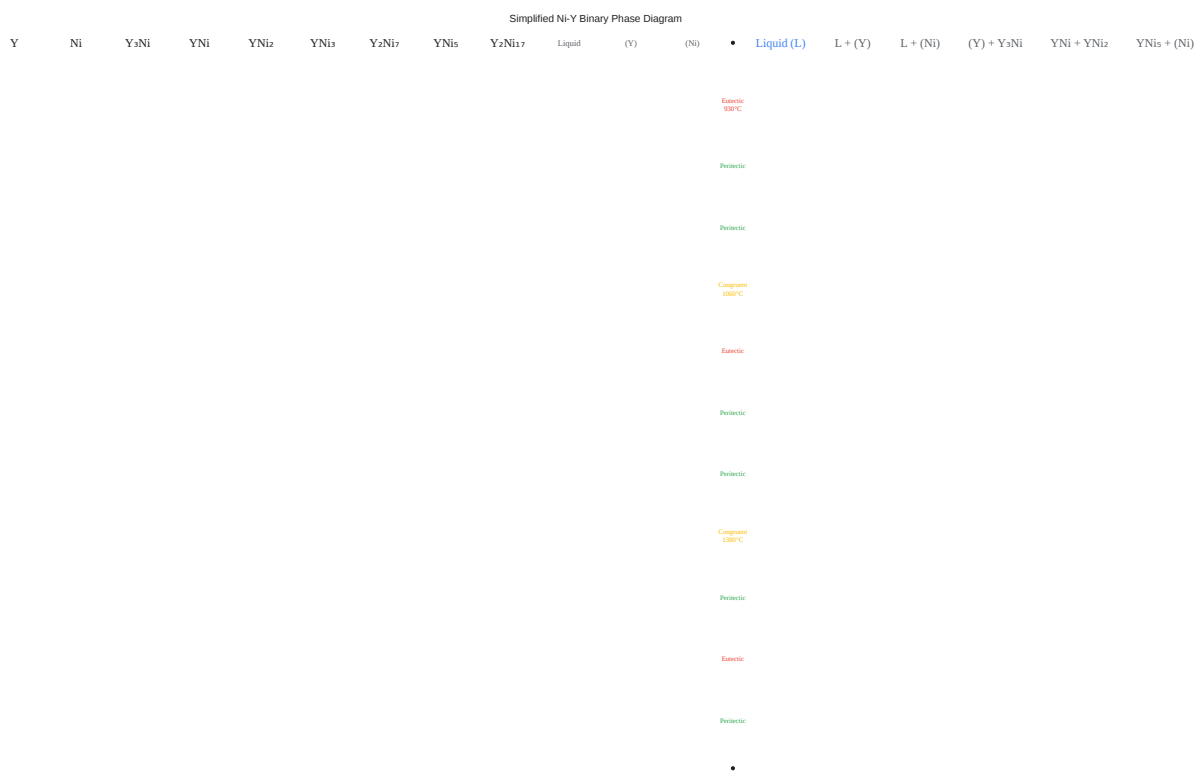 Simplified Ni-Y Binary Phase Diagram
Y Ni Y₃Ni YNi YNi₂ YNi₃ Y₂Ni₇ YNi₅ Y₂Ni₁₇ Liquid (Y) (Ni) Liquid (L) L + (Y) L + (Ni) (Y) + Y₃Ni YNi + YNi₂ YNi₅ + (Ni)
Eutectic
930°C
Peritectic
Peritectic
Congruent
1060°C
Eutectic
Peritectic
Peritectic
Congruent
1300°C
Peritectic
Eutectic
Peritectic